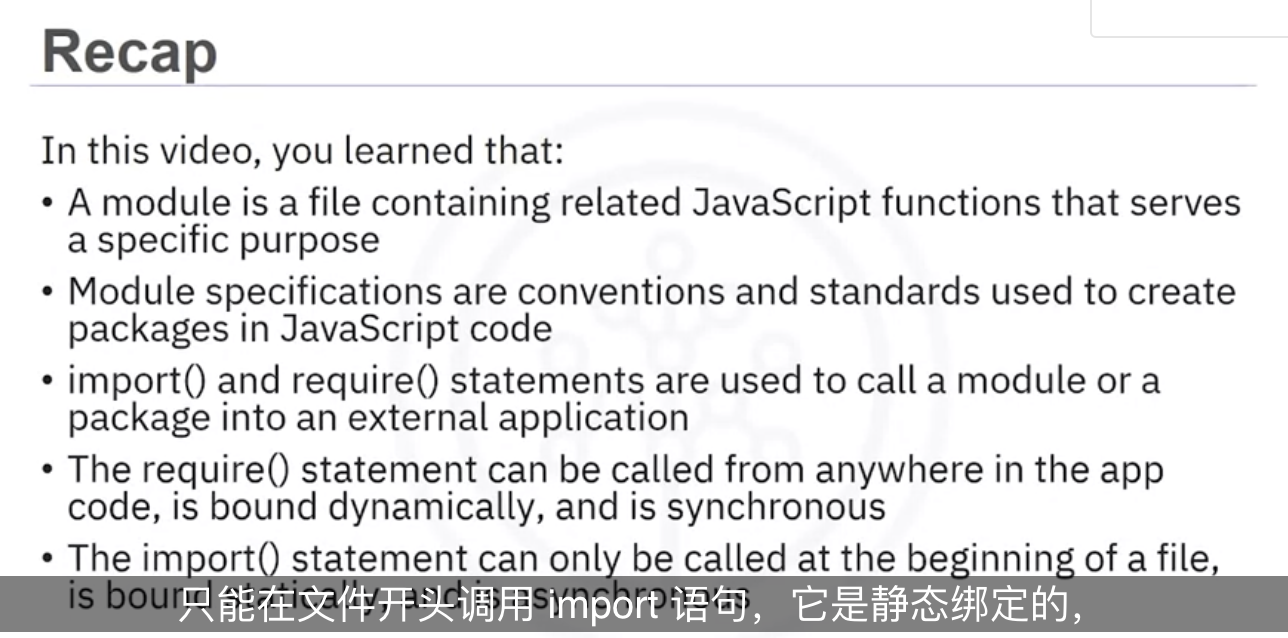 Recap
In this video, you learned that:
• A module is a file containing related JavaScript functions that serves
a specific purpose
• Module specifications are conventions and standards used to create
packages in JavaScript code
• import() and require() statements are used to call a module or a
package into an external application
• The require() statement can be called from anywhere in the app
code, is bound dynamically, and is synchronous
• The import() statement can only be called at the beginning of a file,
is bound statically, and is asynchronous
只能在文件开头调用 import 语句，它是静态绑定的，